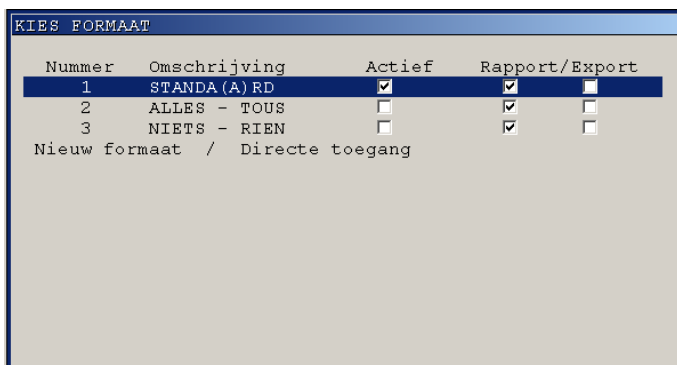 KIES FORMAAT
Nummer Omschrijving Actief Rapport/Export
1 STANDA(A)RD
2 ALLES - TOUS
3 NIETS - RIEN
Nieuw formaat / Directe toegang